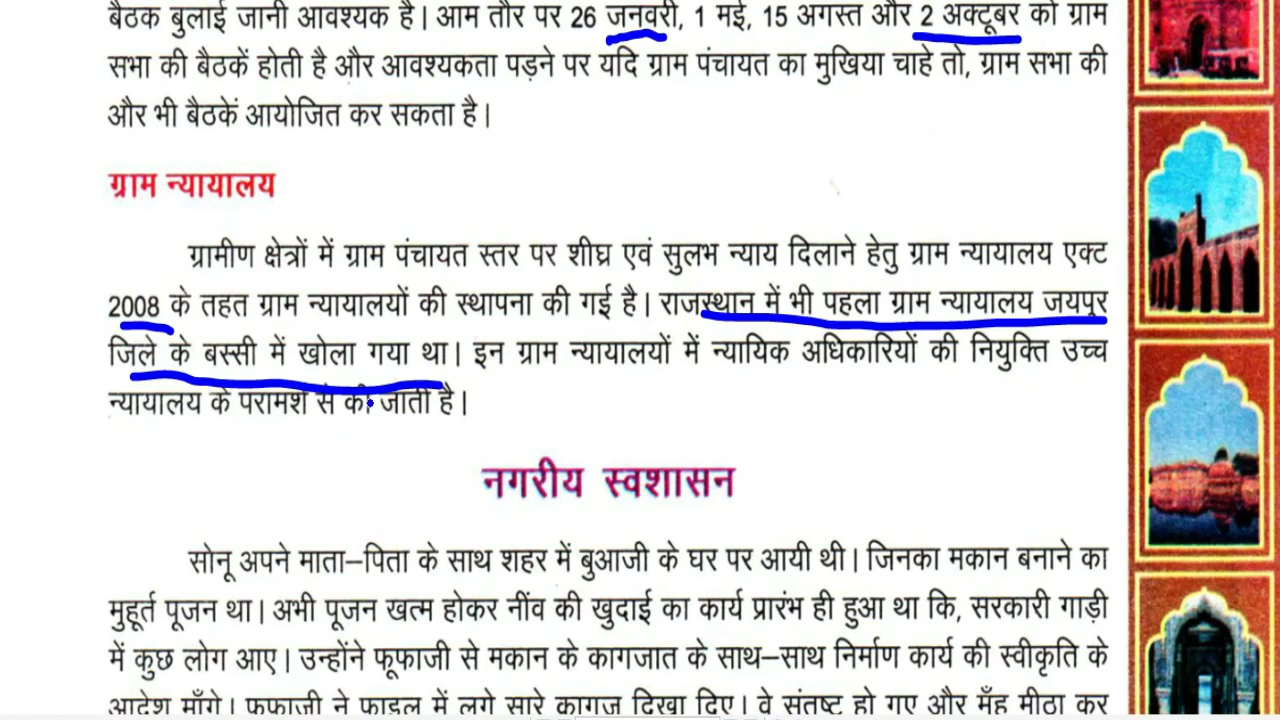 बैठक बुलाई जानी आवश्यक है। आम तौर पर 26 जनवरी, 1 मई, 15 अगस्त और 2 अक्टूबर को ग्राम
सभा की बैठकें होती है और आवश्यकता पड़ने पर यदि ग्राम पंचायत का मुखिया चाहे तो, ग्राम सभा की
और भी बैठकें आयोजित कर सकता है।
ग्राम न्यायालय
ग्रामीण क्षेत्रों में ग्राम पंचायत स्तर पर शीघ्र एवं सुलभ न्याय दिलाने हेतु ग्राम न्यायालय एक्ट
2008 के तहत ग्राम न्यायालयों की स्थापना की गई है। राजस्थान में भी पहला ग्राम न्यायालय जयपुर
जिले के बस्सी में खोला गया था। इन ग्राम न्यायालयों में न्यायिक अधिकारियों की नियुक्ति उच्च
न्यायालय के परामर्श से की जाती है।
नगरीय स्वशासन
सोनू अपने माता–पिता के साथ शहर में बुआजी के घर पर आयी थी। जिनका मकान बनाने का
मुहूर्त पूजन था। अभी पूजन खत्म होकर नींव की खुदाई का कार्य प्रारंभ ही हुआ था कि, सरकारी गाड़ी
में कुछ लोग आए। उन्होंने फूफाजी से मकान के कागजात के साथ–साथ निर्माण कार्य की स्वीकृति के
आदेश माँगे। फूफाजी ने फाइल में लगे सारे कागज दिखा दिए। वे संतुष्ट हो गए और मुँह मीठा कर